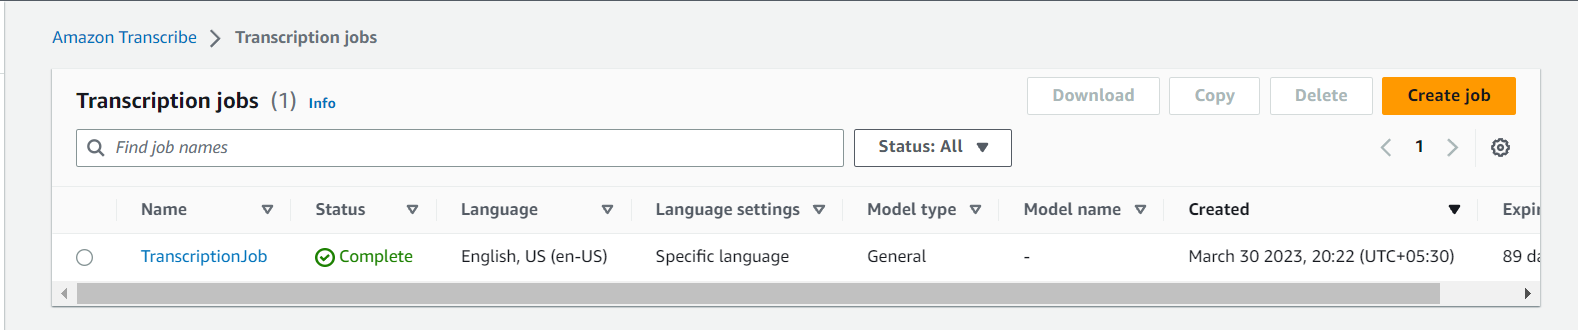 Amazon Transcribe > Transcription jobs
Transcription jobs (1) Info
Download Copy Delete Create job
Find job names
Status: All
1
Name Status Language Language settings Model type Model name Created
TranscriptionJob Complete English, US (en-US) Specific language General - March 30 2023, 20:22 (UTC+05:30) 89